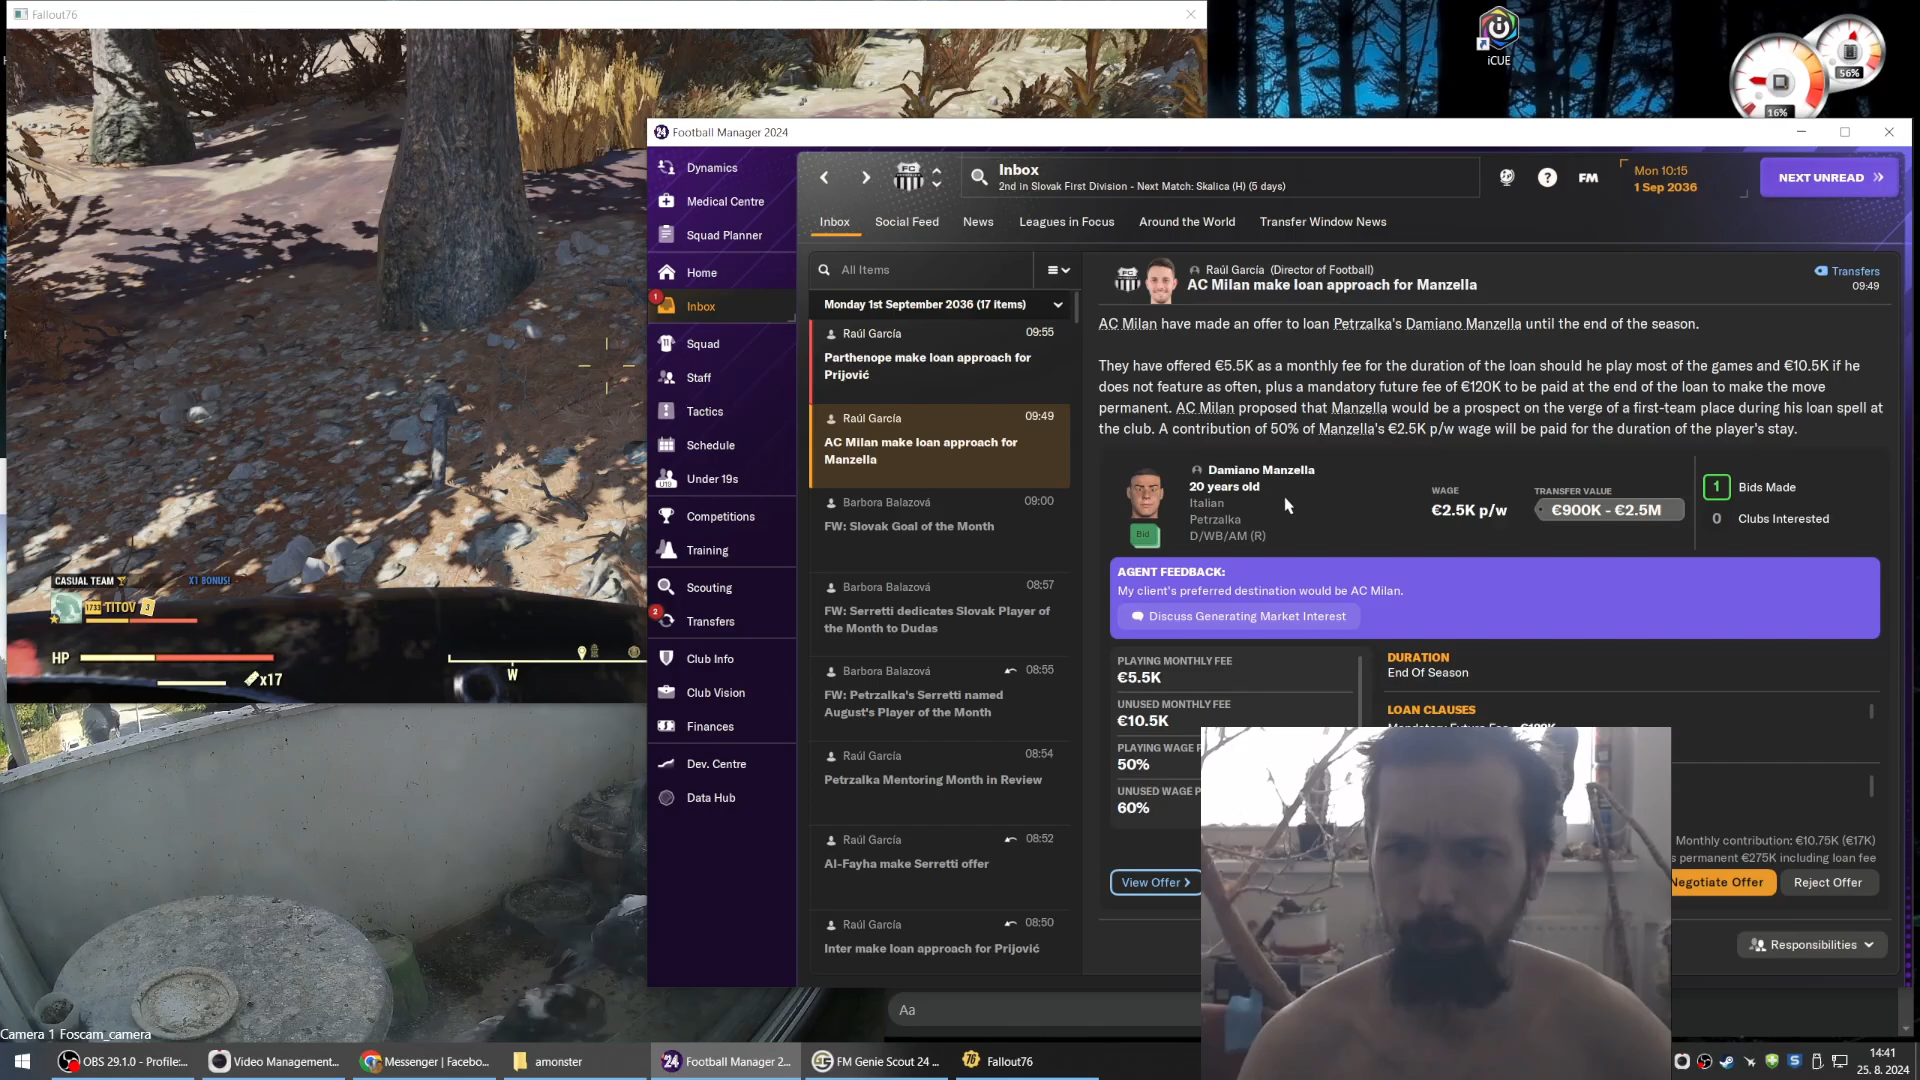 Fallout76
iCUE
56%
16%
CASUAL TEAM
X1 BONUS!
1733 TITOV 3
HP
x17
W
Camera 1 Foscam_camera
24 Football Manager 2024
Dynamics
Medical Centre
Squad Planner
Home
1
Inbox
Squad
Staff
Tactics
Schedule
U19
Under 19s
Competitions
Training
Scouting
2
Transfers
Club Info
Club Vision
Finances
Dev. Centre
Data Hub
FC
Inbox
2nd in Slovak First Division - Next Match: Skalica (H) (5 days)
?
FM
Mon 10:15
1 Sep 2036
NEXT UNREAD
Inbox Social Feed News Leagues in Focus Around the World Transfer Window News
All Items
Monday 1st September 2036 (17 items)
Raúl García 09:55
Parthenope make loan approach for
Prijović
Raúl García 09:49
AC Milan make loan approach for
Manzella
Barbora Balazová 09:00
FW: Slovak Goal of the Month
Barbora Balazová 08:57
FW: Serretti dedicates Slovak Player of
the Month to Dudas
Barbora Balazová 08:55
FW: Petrzalka's Serretti named
August's Player of the Month
Raúl García 08:54
Petrzalka Mentoring Month in Review
Raúl García 08:52
Al-Fayha make Serretti offer
Raúl García 08:50
Inter make loan approach for Prijović
FC
Raúl García (Director of Football)
AC Milan make loan approach for Manzella
Transfers
09:49
AC Milan have made an offer to loan Petrzalka's Damiano Manzella until the end of the season.
They have offered €5.5K as a monthly fee for the duration of the loan should he play most of the games and €10.5K if he
does not feature as often, plus a mandatory future fee of €120K to be paid at the end of the loan to make the move
permanent. AC Milan proposed that Manzella would be a prospect on the verge of a first-team place during his loan spell at
the club. A contribution of 50% of Manzella's €2.5K p/w wage will be paid for the duration of the player's stay.
Damiano Manzella
20 years old
Italian
Petrzalka
D/WB/AM (R)
Bid
WAGE
€2.5K p/w
TRANSFER VALUE
€900K - €2.5M
1 Bids Made
0 Clubs Interested
AGENT FEEDBACK:
My client's preferred destination would be AC Milan.
Discuss Generating Market Interest
PLAYING MONTHLY FEE
€5.5K
UNUSED MONTHLY FEE
€10.5K
PLAYING WAGE P
50%
UNUSED WAGE P
60%
DURATION
End Of Season
LOAN CLAUSES
Monthly contribution: €10.75K (€17K)
s permanent €275K including loan fee
View Offer
Negotiate Offer
Reject Offer
Responsibilities
Aa
OBS 29.1.0 - Profile:...
Video Management...
Messenger | Facebo...
amonster
24 Football Manager 2...
FM Genie Scout 24 ...
76 Fallout76
14:41
25. 8. 2024